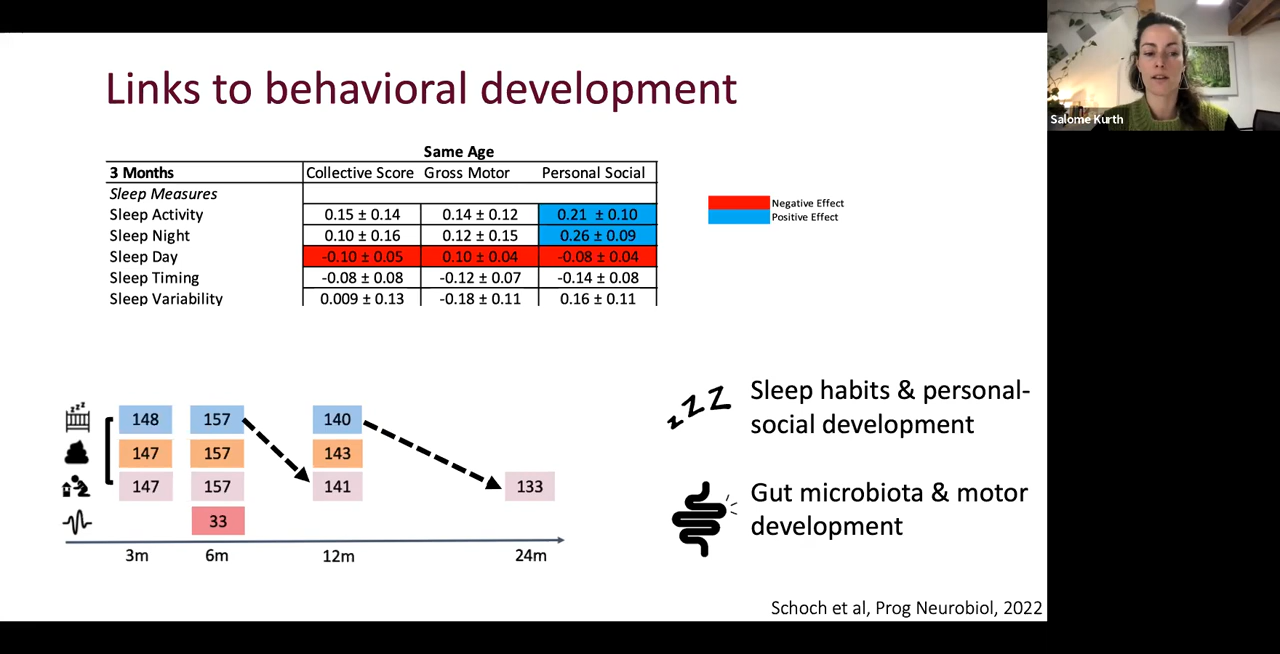 Links to behavioral development
Salome Kurth
Same Age
3 Months Collective Score Gross Motor Personal Social
Sleep Measures
Sleep Activity 0.15 ± 0.14 0.14 ± 0.12 0.21 ± 0.10
Sleep Night 0.10 ± 0.16 0.12 ± 0.15 0.26 ± 0.09
Sleep Day -0.10 ± 0.05 0.10 ± 0.04 -0.08 ± 0.04
Sleep Timing -0.08 ± 0.08 -0.12 ± 0.07 -0.14 ± 0.08
Sleep Variability 0.009 ± 0.13 -0.18 ± 0.11 0.16 ± 0.11
Negative Effect
Positive Effect
zzz
148 157 140
147 157 143
147 157 141 133
33
3m 6m 12m 24m
zzZ
Sleep habits & personal-
social development
Gut microbiota & motor
development
Schoch et al, Prog Neurobiol, 2022